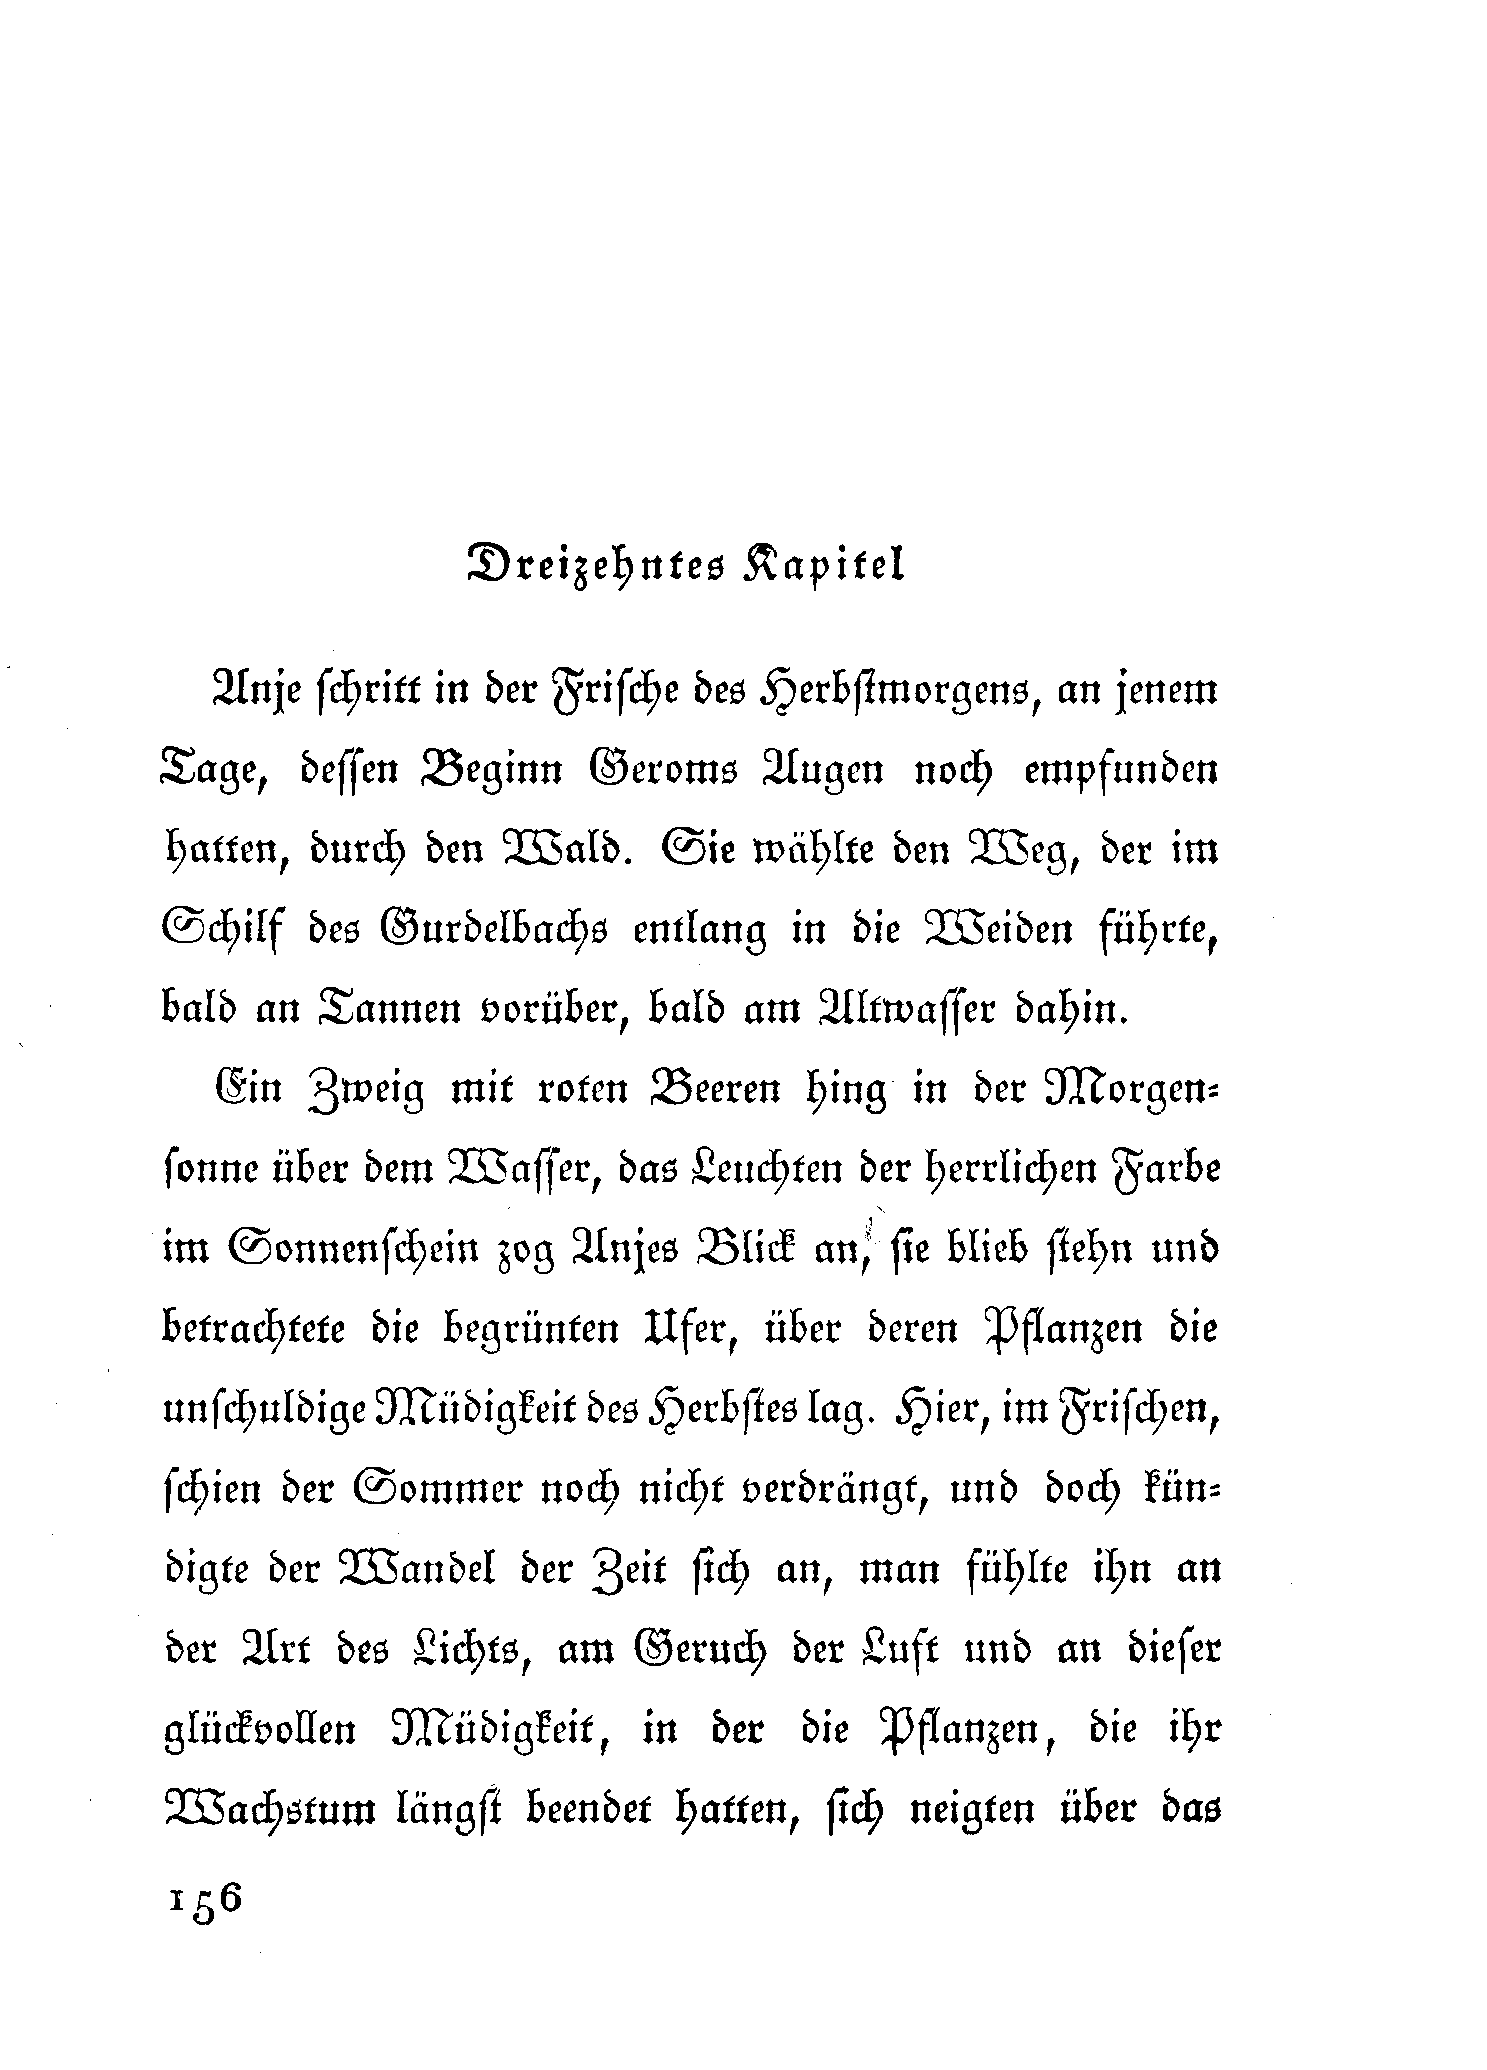 Dreizehntes Kapitel
Anje ſchritt in der Friſche des Herbſtmorgens, an jenem
Tage, deſſen Beginn Geroms Augen noch empfunden
hatten, durch den Wald. Sie wählte den Weg, der im
Schilf des Gurdelbachs entlang in die Weiden führte,
bald an Tannen vorüber, bald am Altwaſſer dahin.
Ein Zweig mit roten Beeren hing in der Morgen⸗
ſonne über dem Waſſer, das Leuchten der herrlichen Farbe
im Sonnenſchein zog Anjes Blick an, ſie blieb ſtehn und
betrachtete die begrünten Ufer, über deren Pflanzen die
unſchuldige Müdigkeit des Herbſtes lag. Hier, im Friſchen,
ſchien der Sommer noch nicht verdrängt, und doch kün⸗
digte der Wandel der Zeit ſich an, man fühlte ihn an
der Art des Lichts, am Geruch der Luft und an dieſer
glückvollen Müdigkeit, in der die Pflanzen, die ihr
Wachstum längſt beendet hatten, ſich neigten über das
156